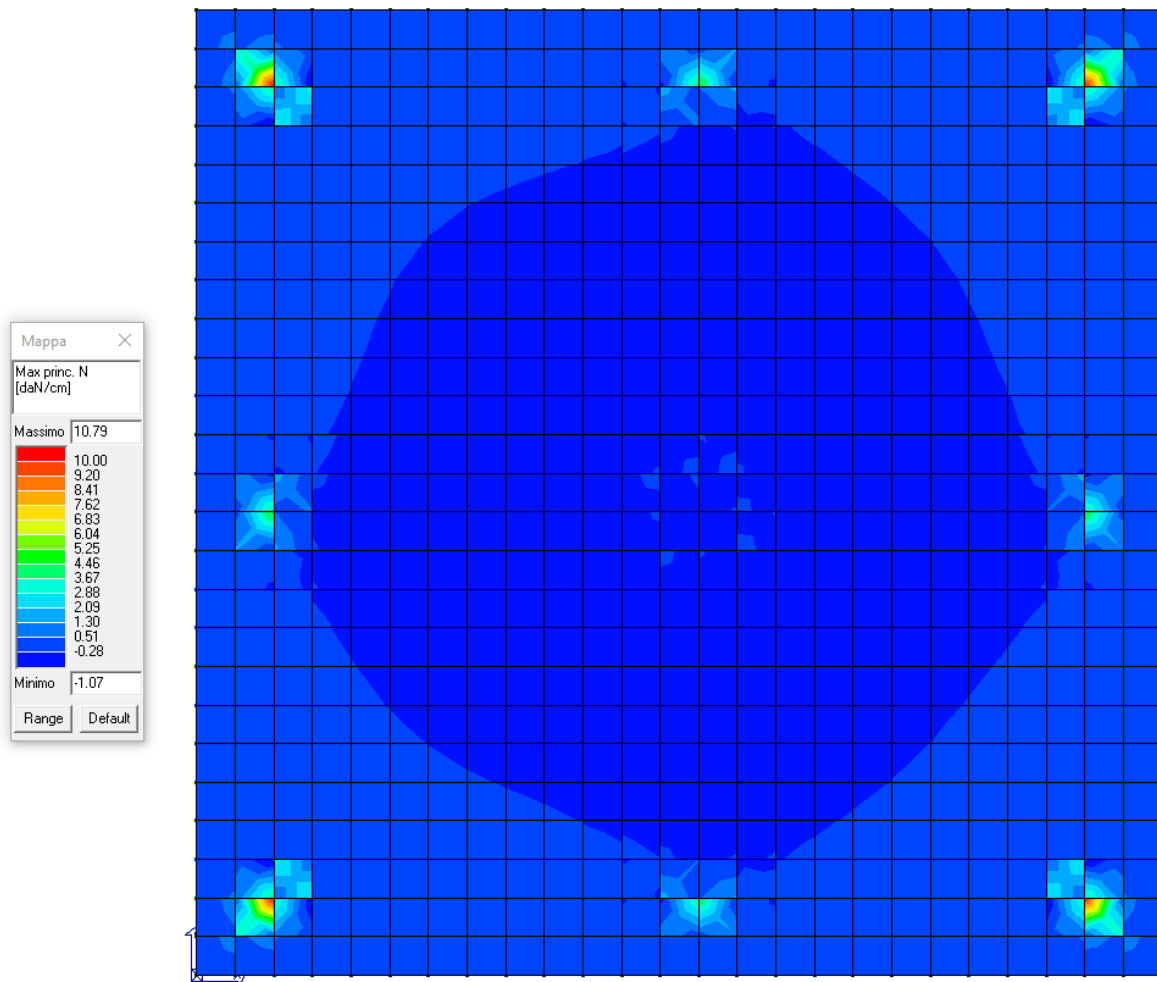 Mappa
Max princ. N
[daN/cm]
Massimo 10.79
10.00
9.20
8.41
7.62
6.83
6.04
5.25
4.46
3.67
2.88
2.09
1.30
0.51
-0.28
Minimo -1.07
Range Default